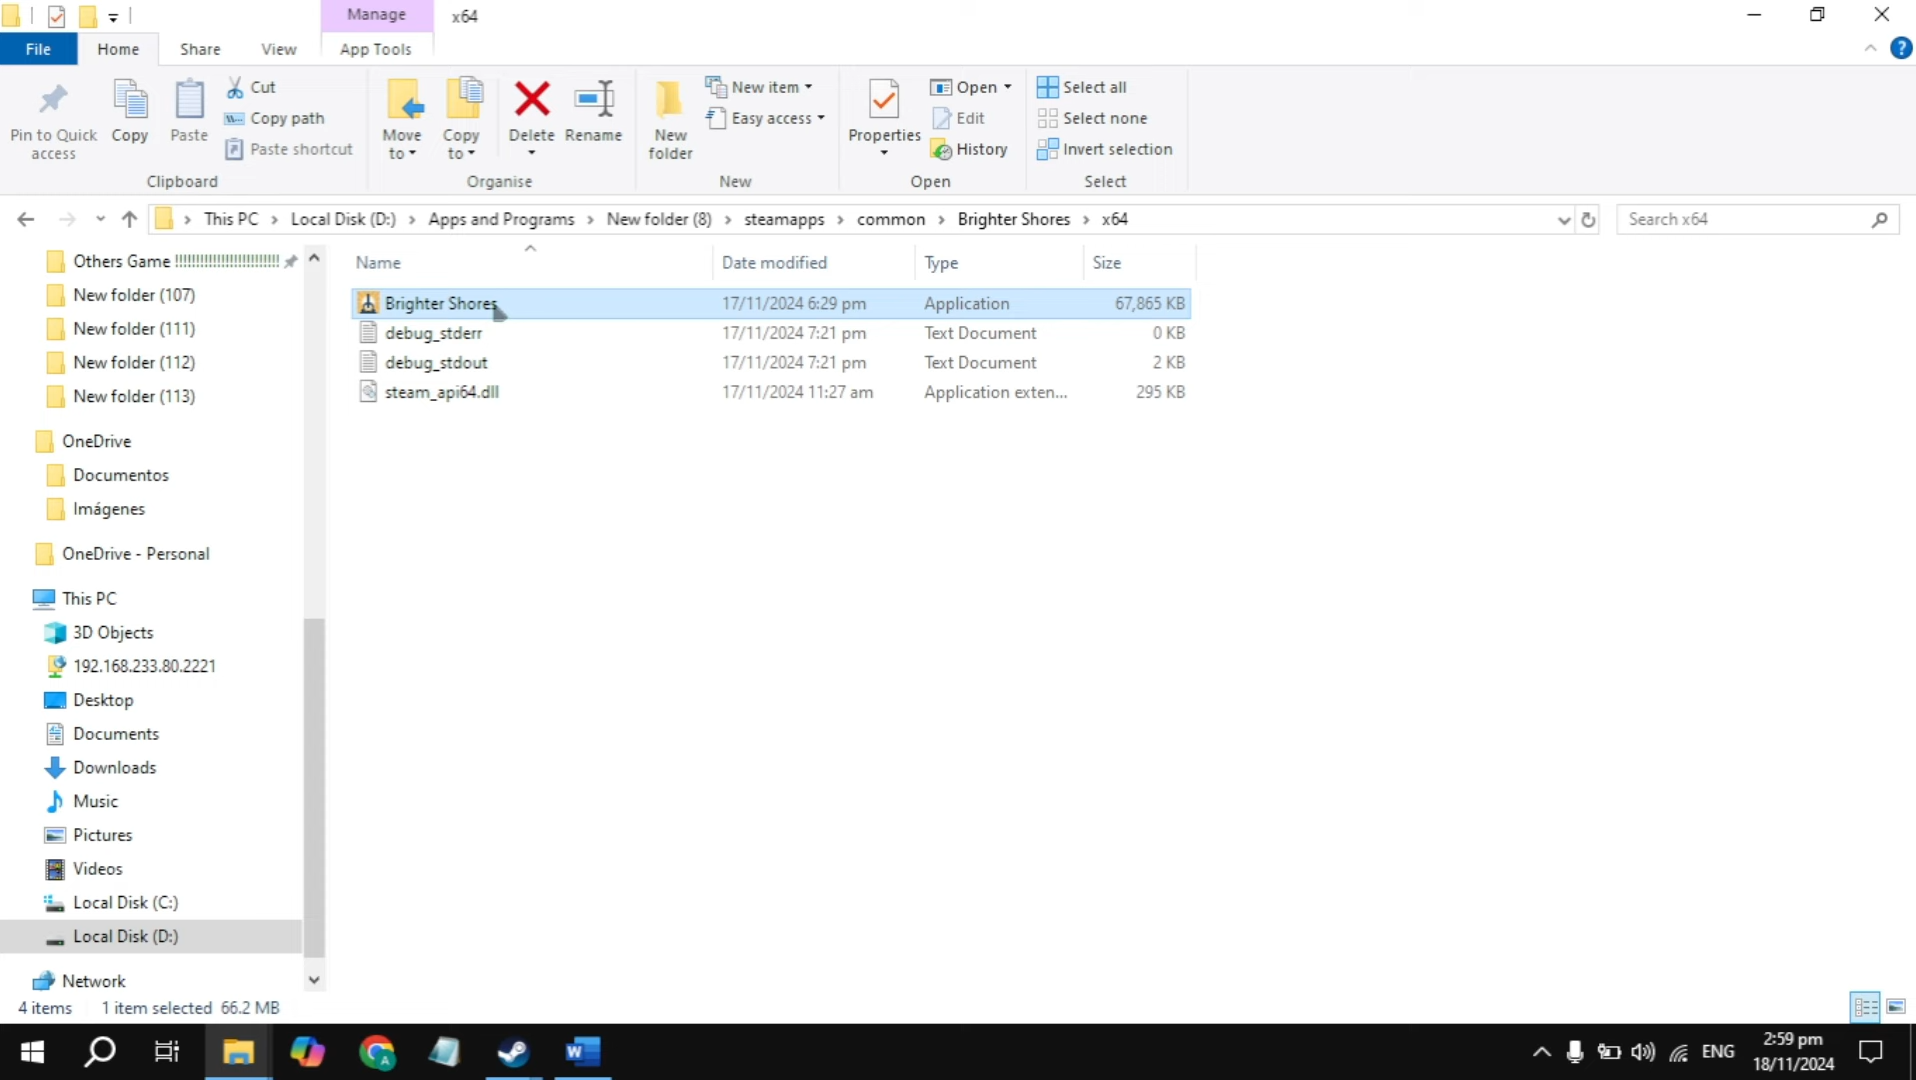 Manage x64
File Home Share View App Tools
Pin to Quick access
Copy
Paste
Cut
Copy path
Paste shortcut
Clipboard
Move to
Copy to
Delete
Rename
Organise
New folder
New item
Easy access
New
Properties
Open
Edit
History
Open
Select all
Select none
Invert selection
Select
This PC > Local Disk (D:) > Apps and Programs > New folder (8) > steamapps > common > Brighter Shores > x64
Search x64
Others Game !!!!!!!!!!!!!!!!!!!!!!!!!
New folder (107)
New folder (111)
New folder (112)
New folder (113)
OneDrive
Documentos
Imágenes
OneDrive - Personal
This PC
3D Objects
192.168.233.80.2221
Desktop
Documents
Downloads
Music
Pictures
Videos
Local Disk (C:)
Local Disk (D:)
Network
Name Date modified Type Size
Brighter Shores 17/11/2024 6:29 pm Application 67,865 KB
debug_stderr 17/11/2024 7:21 pm Text Document 0 KB
debug_stdout 17/11/2024 7:21 pm Text Document 2 KB
steam_api64.dll 17/11/2024 11:27 am Application exten... 295 KB
4 items 1 item selected 66.2 MB
ENG
2:59 pm
18/11/2024